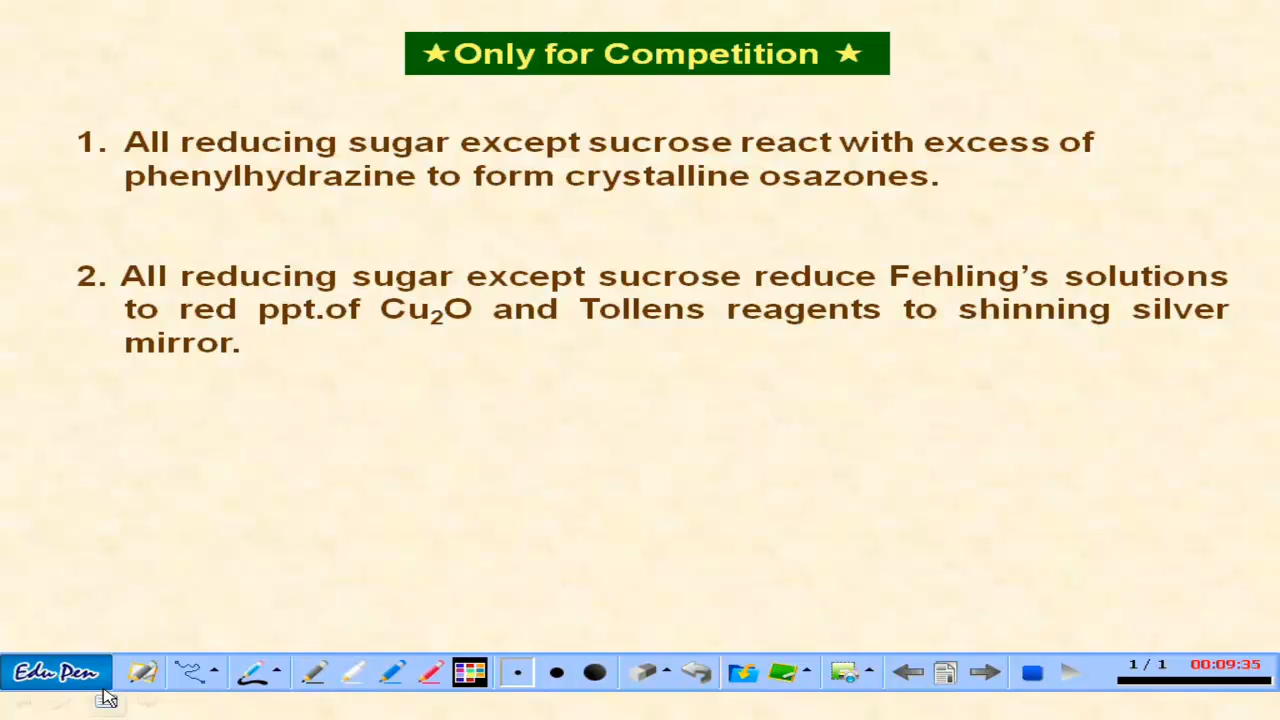 ★Only for Competition ★
1. All reducing sugar except sucrose react with excess of
phenylhydrazine to form crystalline osazones.
2. All reducing sugar except sucrose reduce Fehling’s solutions
to red ppt.of Cu₂O and Tollens reagents to shinning silver
mirror.
Edu Pen
1 / 1 00:09:35